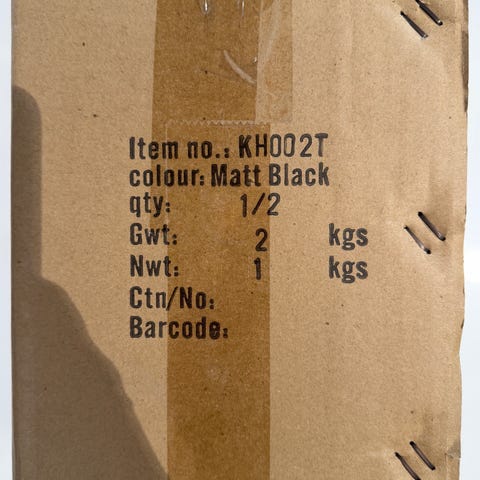 Item no.: KH002T
colour: Matt Black
qty: 1/2
Gwt: 2 kgs
Nwt: 1 kgs
Ctn/No:
Barcode: